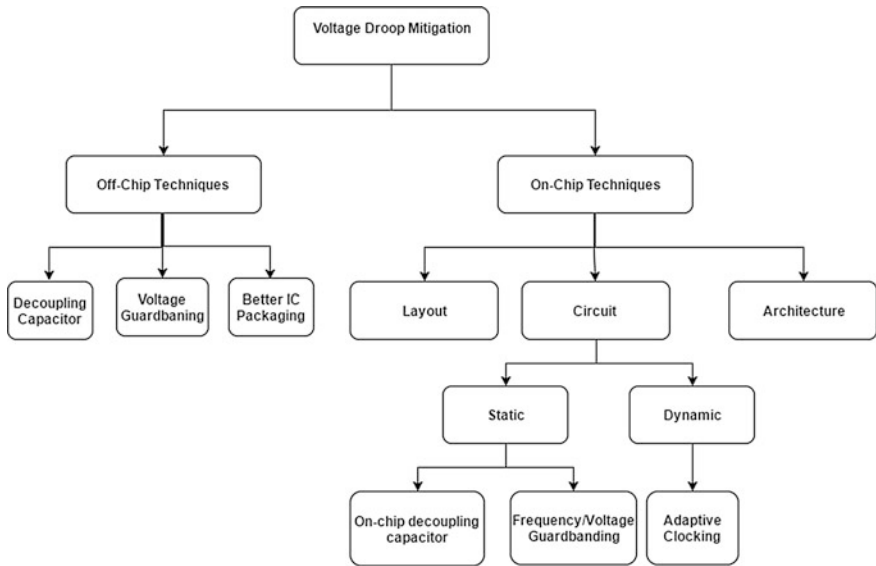 Voltage Droop Mitigation
Off-Chip Techniques
On-Chip Techniques
Decoupling
Capacitor
Voltage
Guardbaning
Better IC
Packaging
Layout
Circuit
Architecture
Static
Dynamic
On-chip decoupling
capacitor
Frequency/Voltage
Guardbanding
Adaptive
Clocking